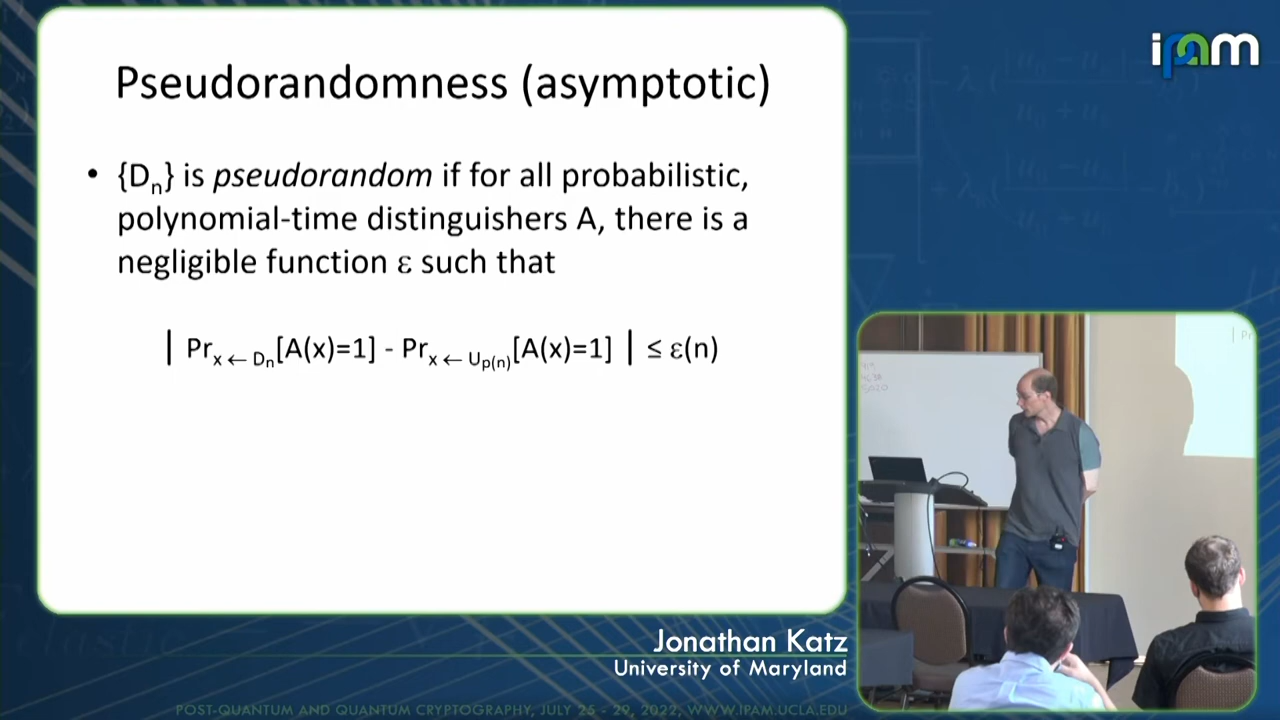 ipam
Pseudorandomness (asymptotic)
• {Dn} is pseudorandom if for all probabilistic,
polynomial-time distinguishers A, there is a
negligible function ε such that
| Prx ← Dn[A(x)=1] - Prx ← Up(n)[A(x)=1] | ≤ ε(n)
Jonathan Katz
University of Maryland
POST-QUANTUM AND QUANTUM CRYPTOGRAPHY, JULY 25 - 29, 2022, WWW.IPAM.UCLA.EDU